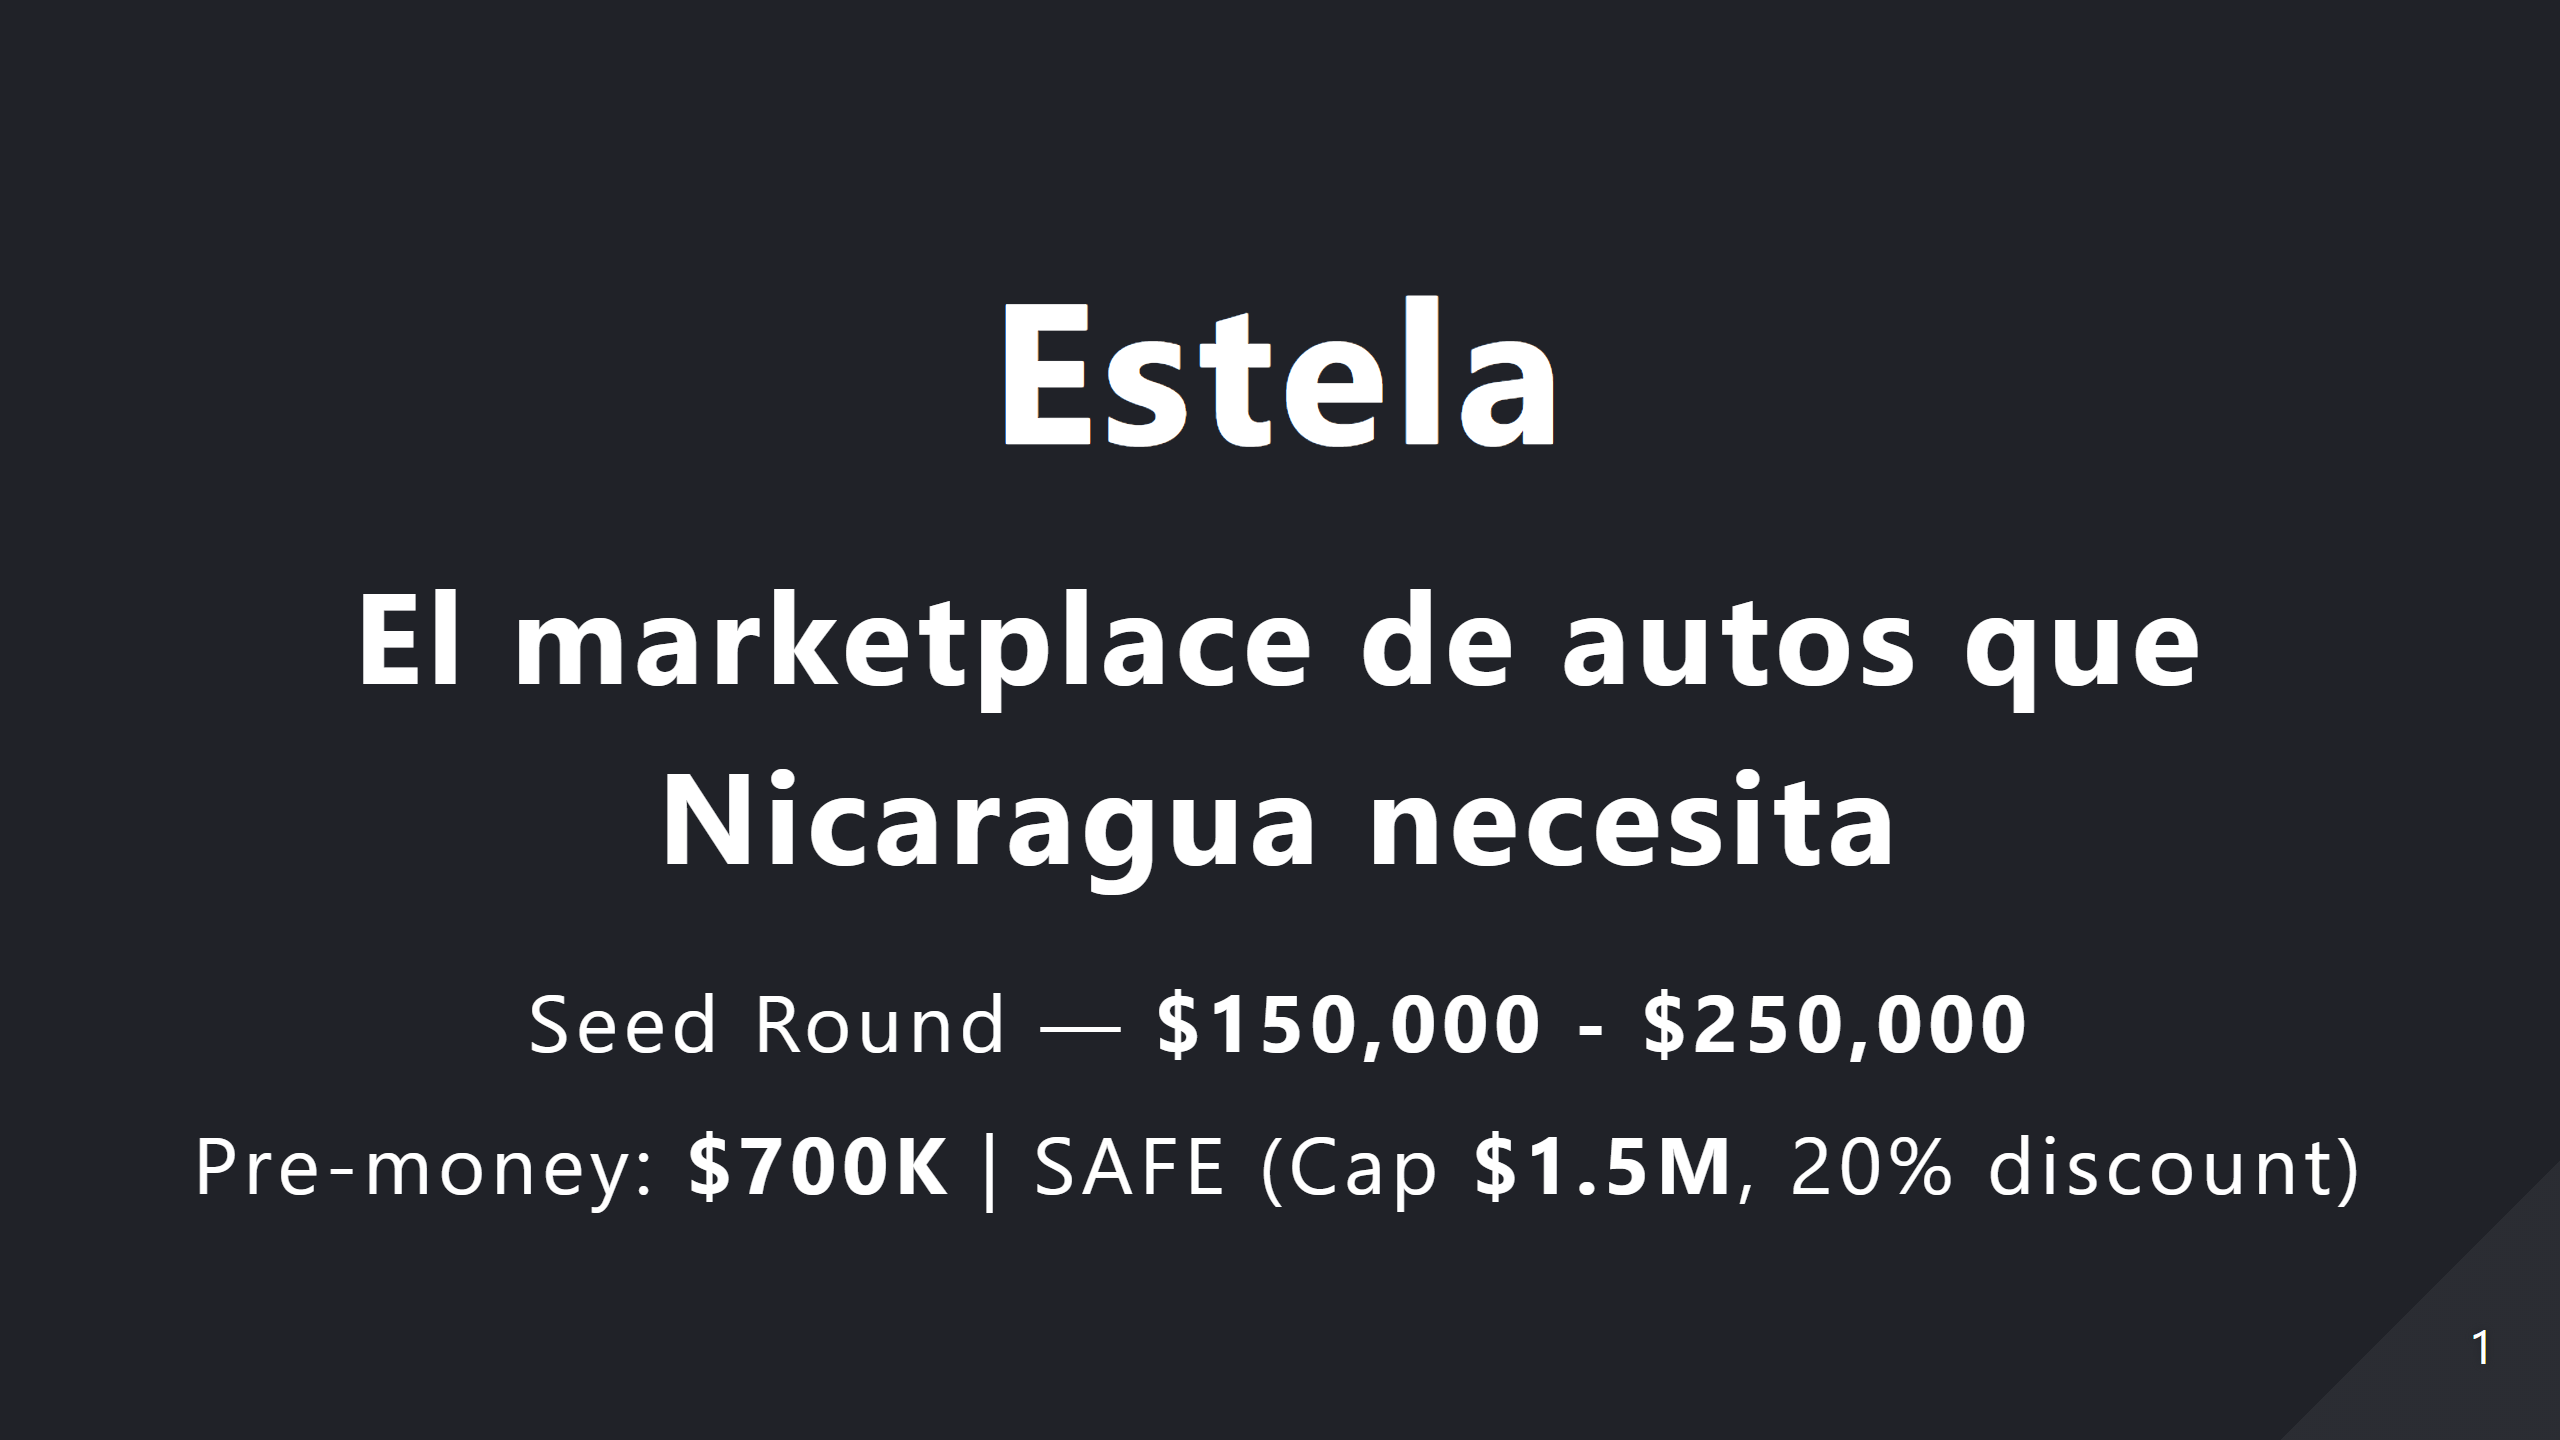 Estela
El marketplace de autos que
Nicaragua necesita
Seed Round — $150,000 - $250,000
Pre-money: $700K | SAFE (Cap $1.5M, 20% discount)
1